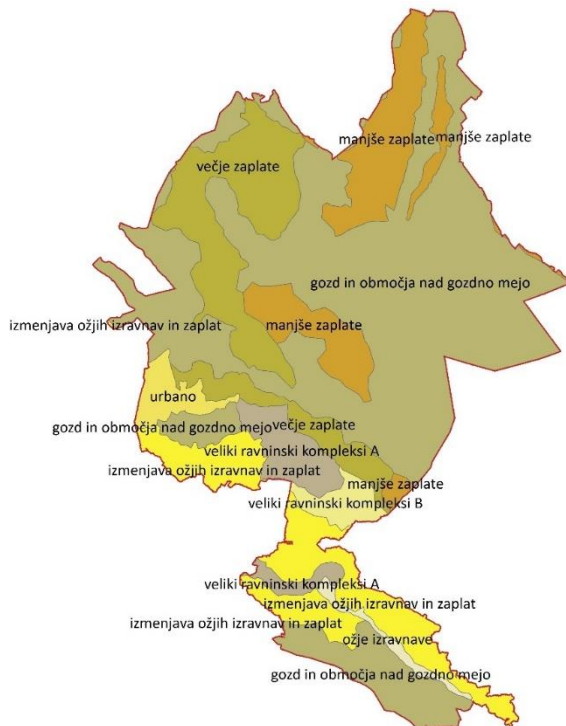 manjše zaplate
manjše zaplate
večje zaplate
gozd in območja nad gozdno mejo
izmenjava ožjih izravnav in zaplat
manjše zaplate
urbano
gozd in območja nad gozdno mejo
večje zaplate
veliki ravninski kompleksi A
izmenjava ožjih izravnav in zaplat
manjše zaplate
veliki ravninski kompleksi B
veliki ravninski kompleksi A
izmenjava ožjih izravnav in zaplat
izmenjava ožjih izravnav in zaplat
ožje izravnave
gozd in območja nad gozdno mejo